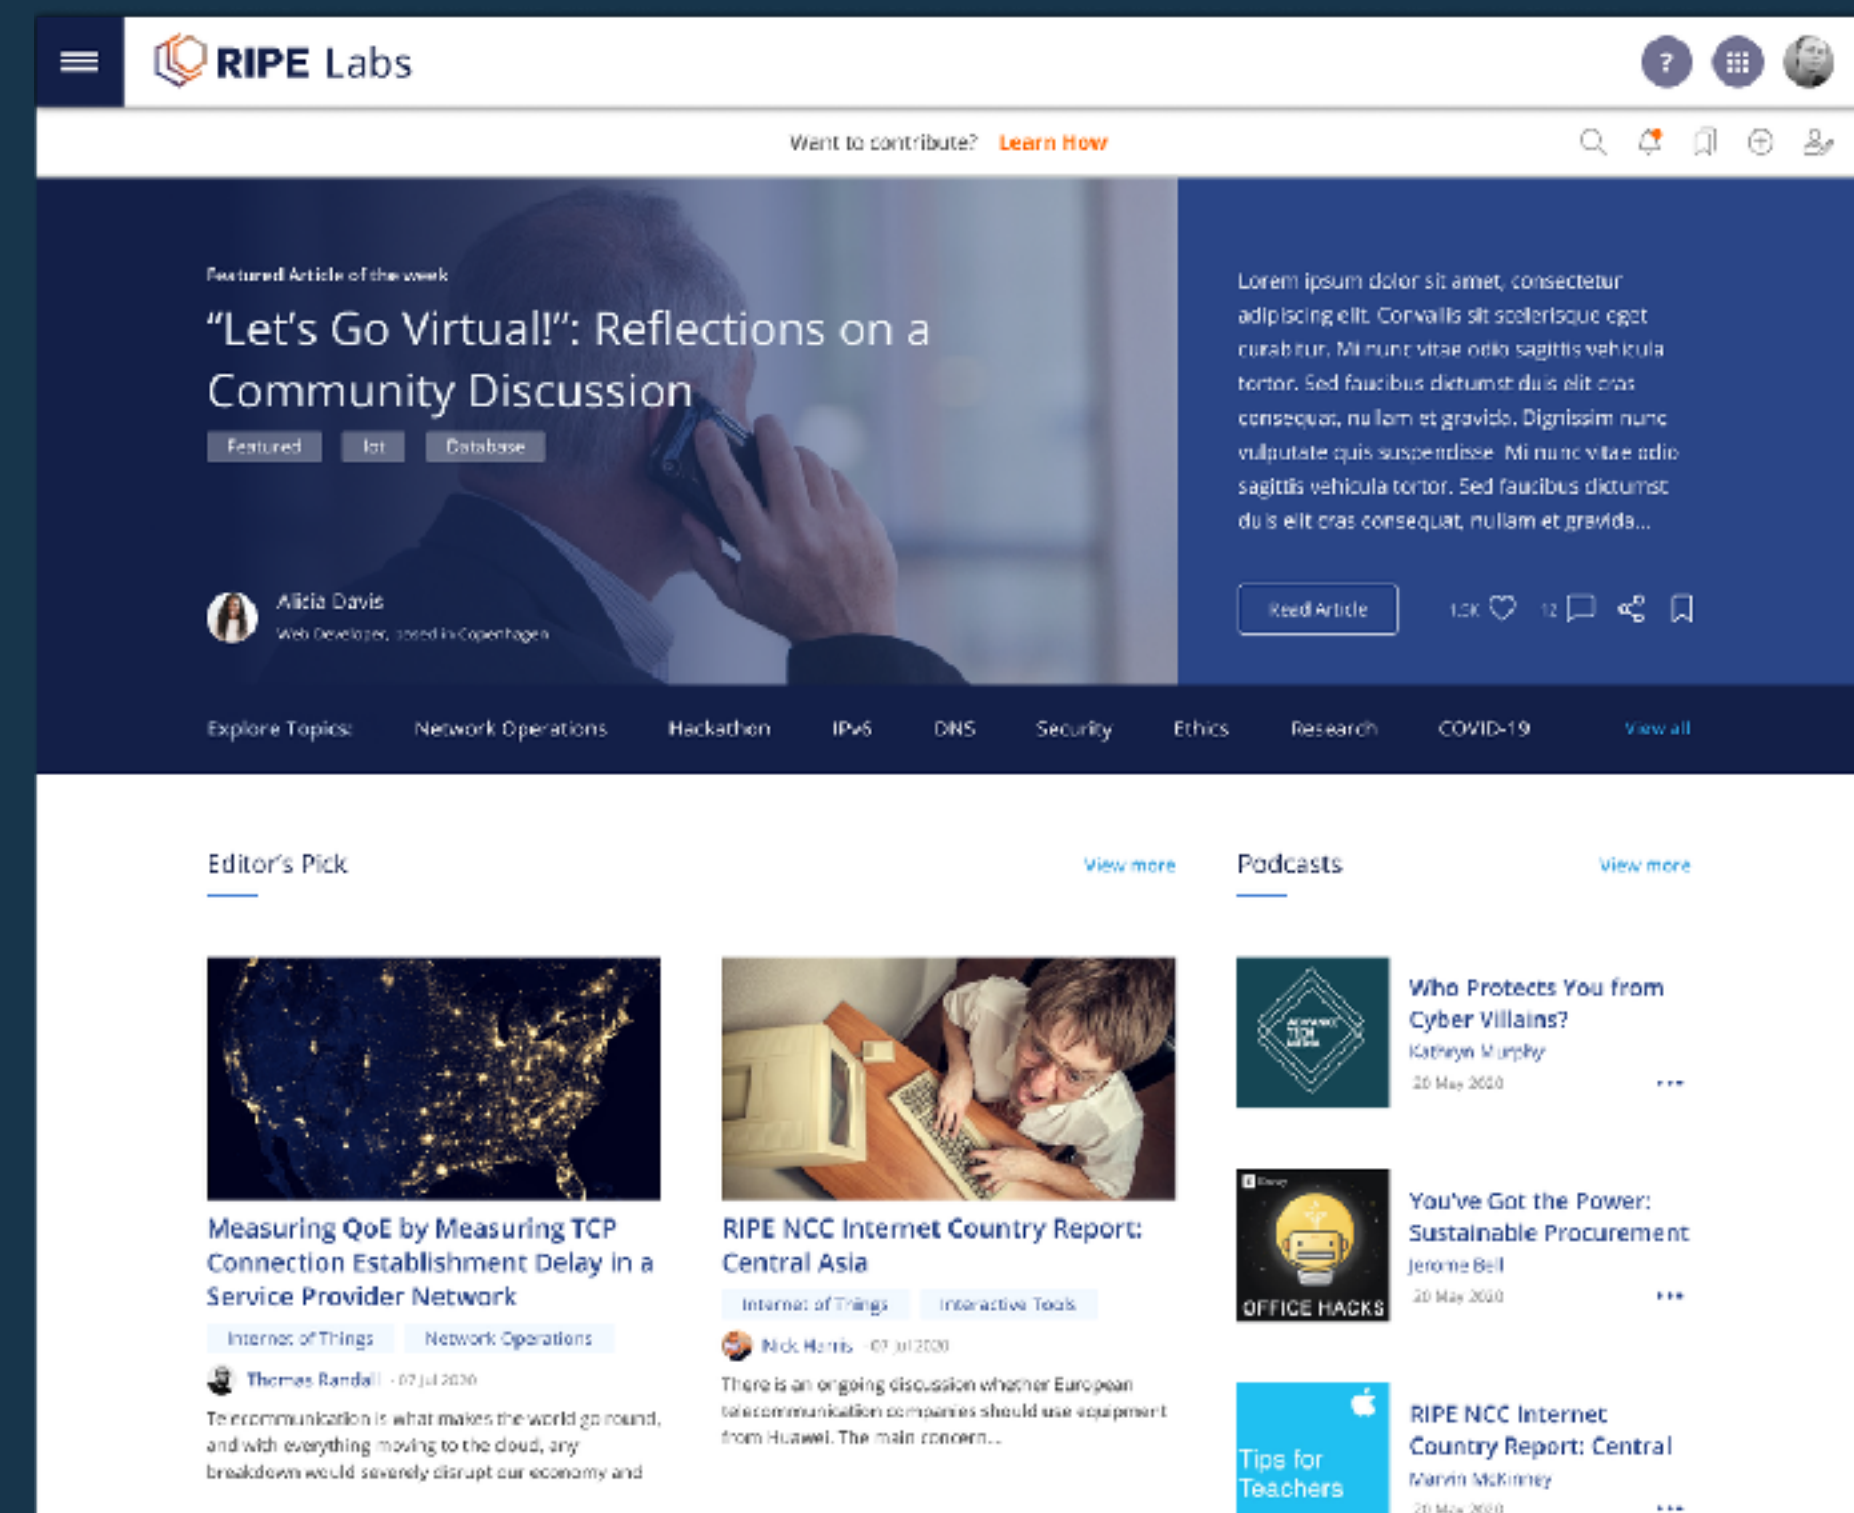 RIPE Labs
?
Want to contribute? Learn How
Featured Article of the week
“Let’s Go Virtual!”: Reflections on a
Community Discussion
Featured
Iot
Database
Alicia Davis
Web Developer, based in Copenhagen
Lorem ipsum dolor sit amet, consectetur
adipiscing elit. Convallis sit scelerisque eget
curabitur. Mi nunc vitae odio sagittis vehicula
tortor. Sed faucibus dictumst duis elit cras
consequat, nullam et gravida. Dignissim nunc
vulputate quis suspendisse. Mi nunc vitae odio
sagittis vehicula tortor. Sed faucibus dictumst
duis elit cras consequat, nullam et gravida...
Read Article
1.5K
12
Explore Topics: Network Operations Hackathon IPv6 DNS Security Ethics Research COVID-19 View all
Editor’s Pick
View more
Measuring QoE by Measuring TCP
Connection Establishment Delay in a
Service Provider Network
Internet of Things
Network Operations
Thomas Randall - 07 Jul 2020
Telecommunication is what makes the world go round,
and with everything moving to the cloud, any
breakdown would severely disrupt our economy and
RIPE NCC Internet Country Report:
Central Asia
Internet of Things
Interactive Tools
Nick Harris - 07 Jul 2020
There is an ongoing discussion whether European
telecommunication companies should use equipment
from Huawei. The main concern...
Podcasts
View more
ADVANCE
TECH
MEDIA
Who Protects You from
Cyber Villains?
Kathryn Murphy
20 May 2020
OFFICE HACKS
You’ve Got the Power:
Sustainable Procurement
Jerome Bell
20 May 2020
Tips for
Teachers
RIPE NCC Internet
Country Report: Central
Marvin McKinney
20 May 2020